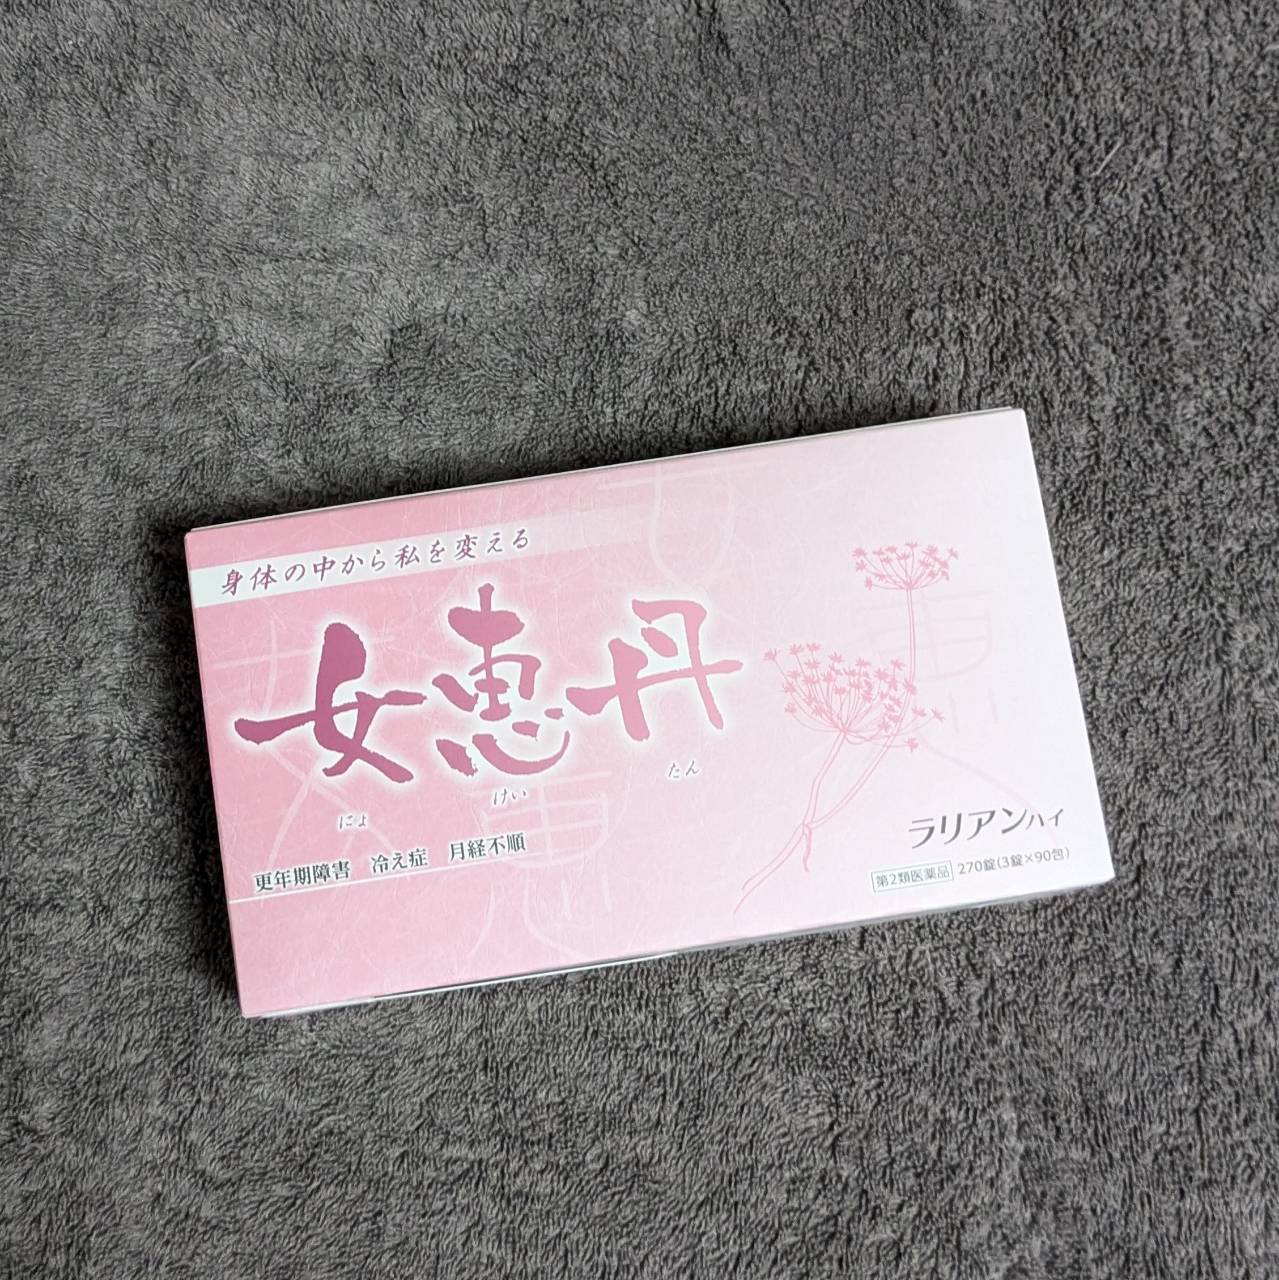 身体の中から私を変える
女恵丹
にょ けい たん
更年期障害 冷え症 月経不順
ラリアンハイ
第2類医薬品 270錠(3錠×90包)